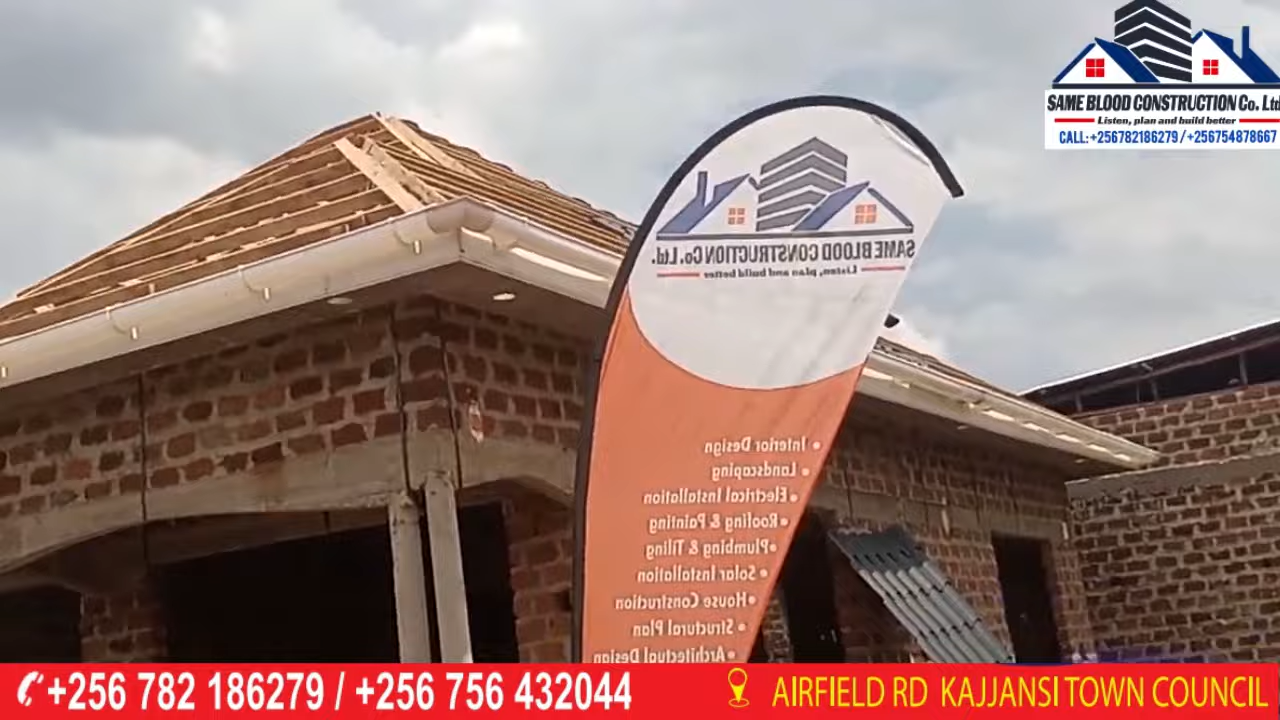 SAME BLOOD CONSTRUCTION Co. Ltd
Listen, plan and build better
CALL: +256782186279 / +256754878667
SAME BLOOD CONSTRUCTION Co. Ltd.
Listen, plan and build better
• Interior Design
• Landscaping
• Electrical Installation
• Roofing & Painting
• Plumbing & Tiling
• Solar Installation
• House Construction
• Structural Plan
• Architectual Design
+256 782 186279 / +256 756 432044
AIRFIELD RD KAJJANSI TOWN COUNCIL